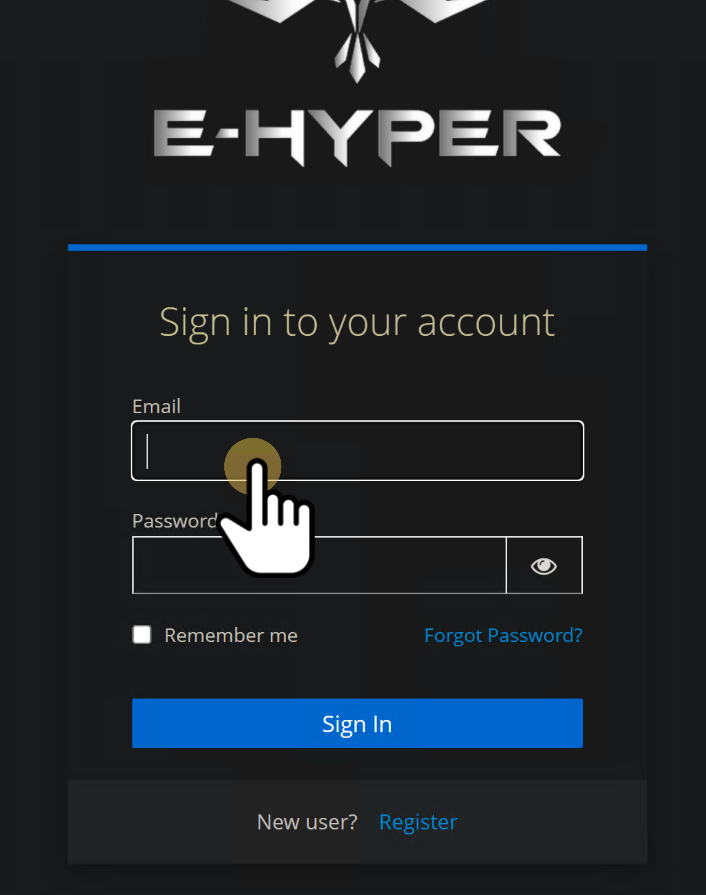 E-HYPER
Sign in to your account
Email
Password
Remember me
Forgot Password?
Sign In
New user? Register